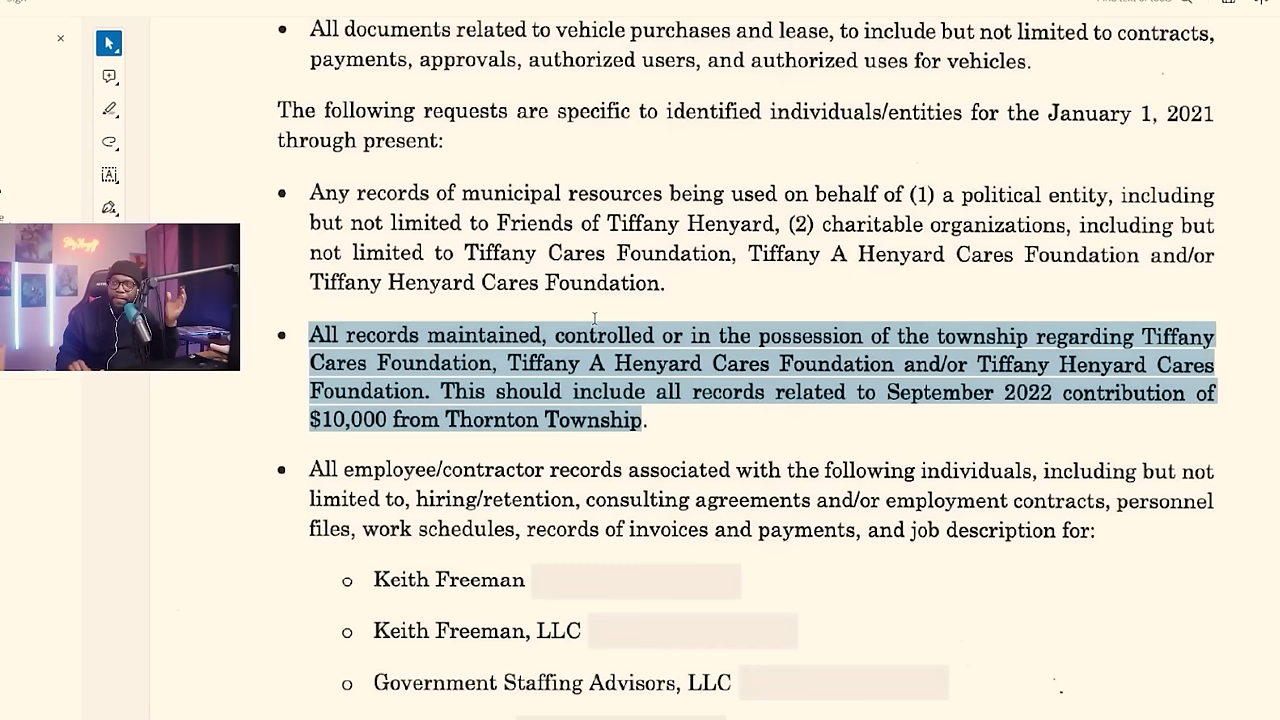 All documents related to vehicle purchases and lease, to include but not limited to contracts,
payments, approvals, authorized users, and authorized uses for vehicles.
The following requests are specific to identified individuals/entities for the January 1, 2021
through present:
Any records of municipal resources being used on behalf of (1) a political entity, including
but not limited to Friends of Tiffany Henyard, (2) charitable organizations, including but
not limited to Tiffany Cares Foundation, Tiffany A Henyard Cares Foundation and/or
Tiffany Henyard Cares Foundation.
All records maintained, controlled or in the possession of the township regarding Tiffany
Cares Foundation, Tiffany A Henyard Cares Foundation and/or Tiffany Henyard Cares
Foundation. This should include all records related to September 2022 contribution of
$10,000 from Thornton Township.
All employee/contractor records associated with the following individuals, including but not
limited to, hiring/retention, consulting agreements and/or employment contracts, personnel
files, work schedules, records of invoices and payments, and job description for:
Keith Freeman
Keith Freeman, LLC
Government Staffing Advisors, LLC